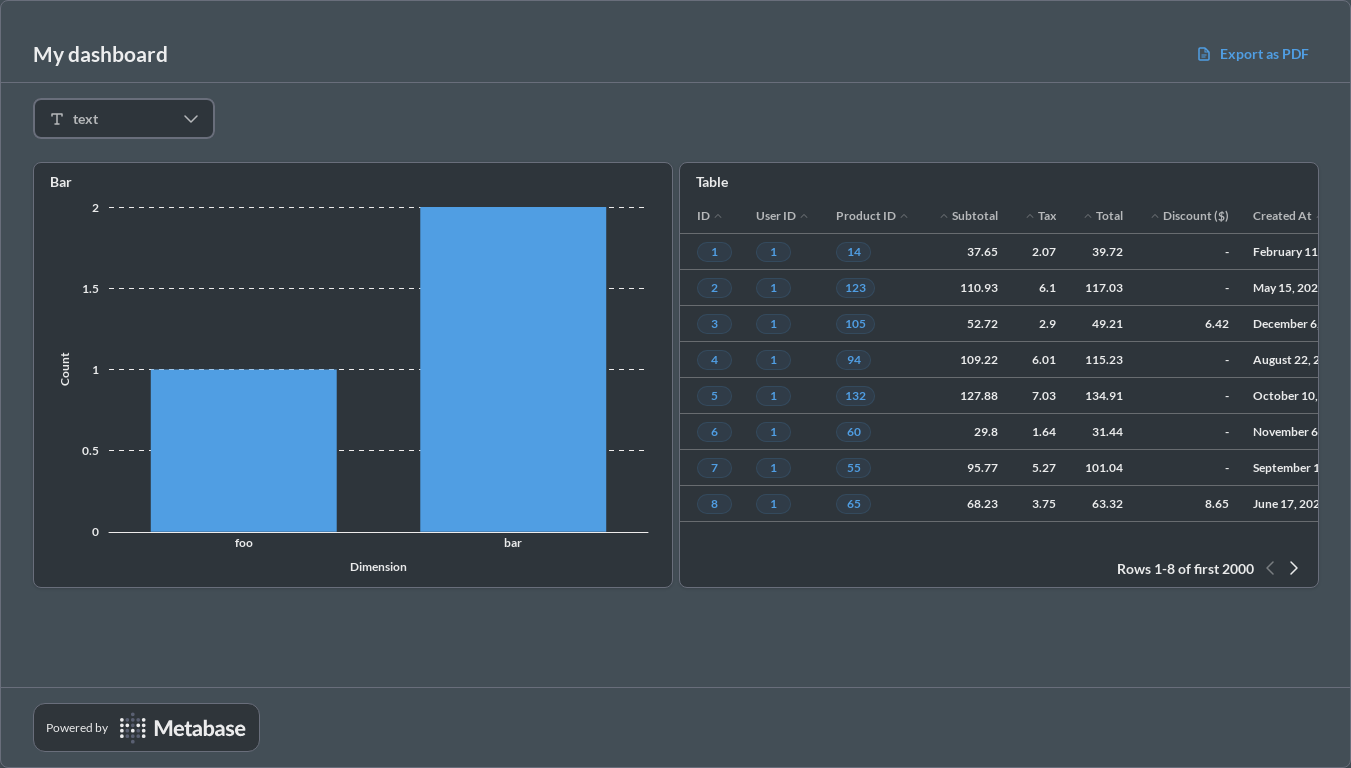 My dashboard
Export as PDF
text
Bar
2
1.5
1
0.5
0
Count
foo bar
Dimension
Table
ID User ID Product ID Subtotal Tax Total Discount ($) Created At
1 1 14 37.65 2.07 39.72 - February 11
2 1 123 110.93 6.1 117.03 - May 15, 202
3 1 105 52.72 2.9 49.21 6.42 December 6,
4 1 94 109.22 6.01 115.23 - August 22, 2
5 1 132 127.88 7.03 134.91 - October 10,
6 1 60 29.8 1.64 31.44 - November 6
7 1 55 95.77 5.27 101.04 - September 1
8 1 65 68.23 3.75 63.32 8.65 June 17, 202
Rows 1-8 of first 2000
Powered by Metabase